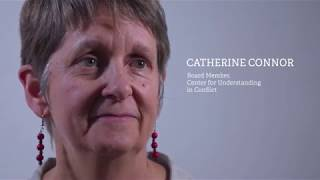 CATHERINE CONNOR
Board Member,
Center for Understanding
in Conflict